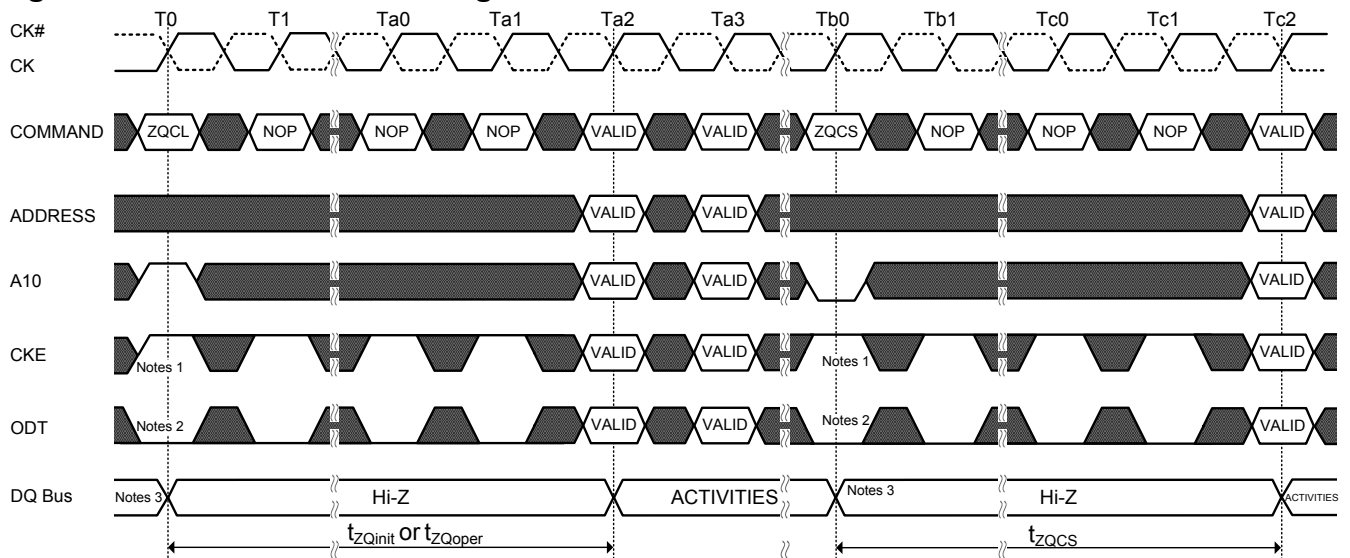 T0 T1 Ta0 Ta1 Ta2 Ta3 Tb0 Tb1 Tc0 Tc1 Tc2
CK#
CK
COMMAND ZQCL NOP NOP NOP VALID VALID ZQCS NOP NOP NOP VALID
ADDRESS VALID VALID VALID
A10 VALID VALID VALID
CKE Notes 1 VALID VALID Notes 1 VALID
ODT Notes 2 VALID VALID Notes 2 VALID
DQ Bus Notes 3 Hi-Z ACTIVITIES Notes 3 Hi-Z ACTIVITIES
tZQinit or tZQoper tZQCS